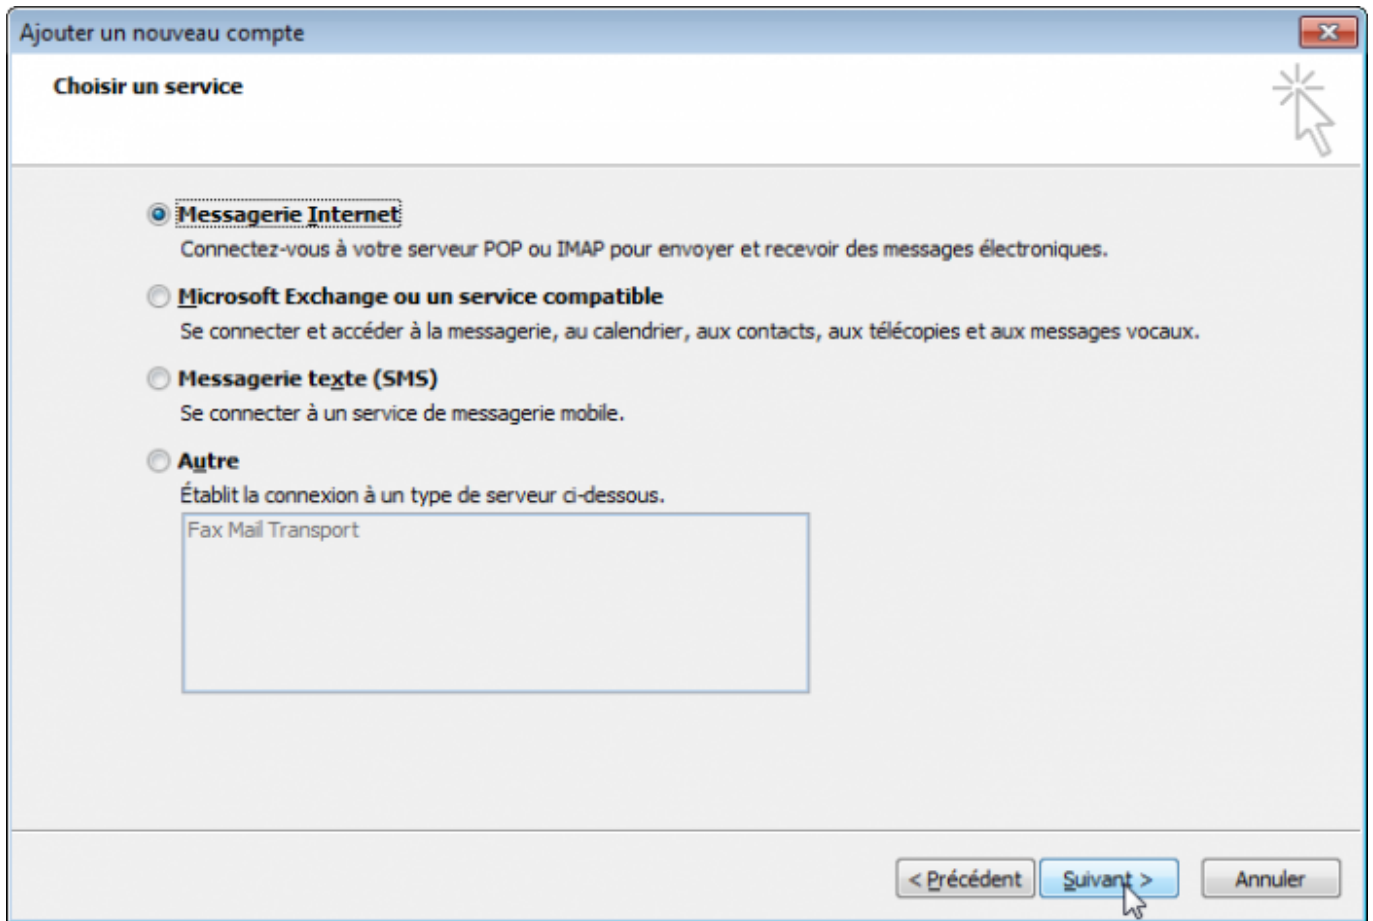 Ajouter un nouveau compte
Choisir un service
Messagerie Internet
Connectez-vous à votre serveur POP ou IMAP pour envoyer et recevoir des messages électroniques.
Microsoft Exchange ou un service compatible
Se connecter et accéder à la messagerie, au calendrier, aux contacts, aux télécopies et aux messages vocaux.
Messagerie texte (SMS)
Se connecter à un service de messagerie mobile.
Autre
Établit la connexion à un type de serveur ci-dessous.
Fax Mail Transport
< Précédent Suivant > Annuler